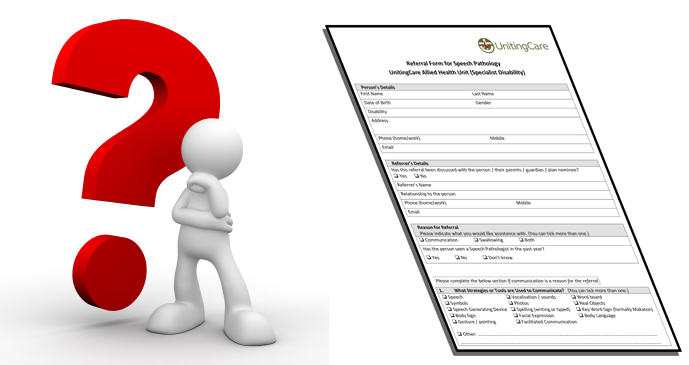 UnitingCare
Referral Form for Speech Pathology
UnitingCare Allied Health Unit (Specialist Disability)
Person's Details
First Name Last Name
Date of Birth Gender
Disability
Address
Phone (home/work), Mobile
Email
Referrer's Details
Has this referral been discussed with the person | their parents | guardian | plan nominee?
Yes No
Referrer's Name
Relationship to the person
Phone (home/work), Mobile
Email
Reason for Referral
Please indicate what you would like assistance with. (You can tick more than one.)
Communication Swallowing Both
Has the person seen a Speech Pathologist in the past year?
Yes No Don't know
Please complete the below section if communication is a reason for the referral
1. What Strategies or Tools are Used to Communicate? (You can tick more than one.)
Speech Vocalisation | sounds Word board
Symbols Photos Real Objects
Speech Generating Device Spelling (writing or typed) Key Word Sign (formally Makaton)
Body Sign Facial Expression Body Language
Gesture | pointing Facilitated Communication
Other: